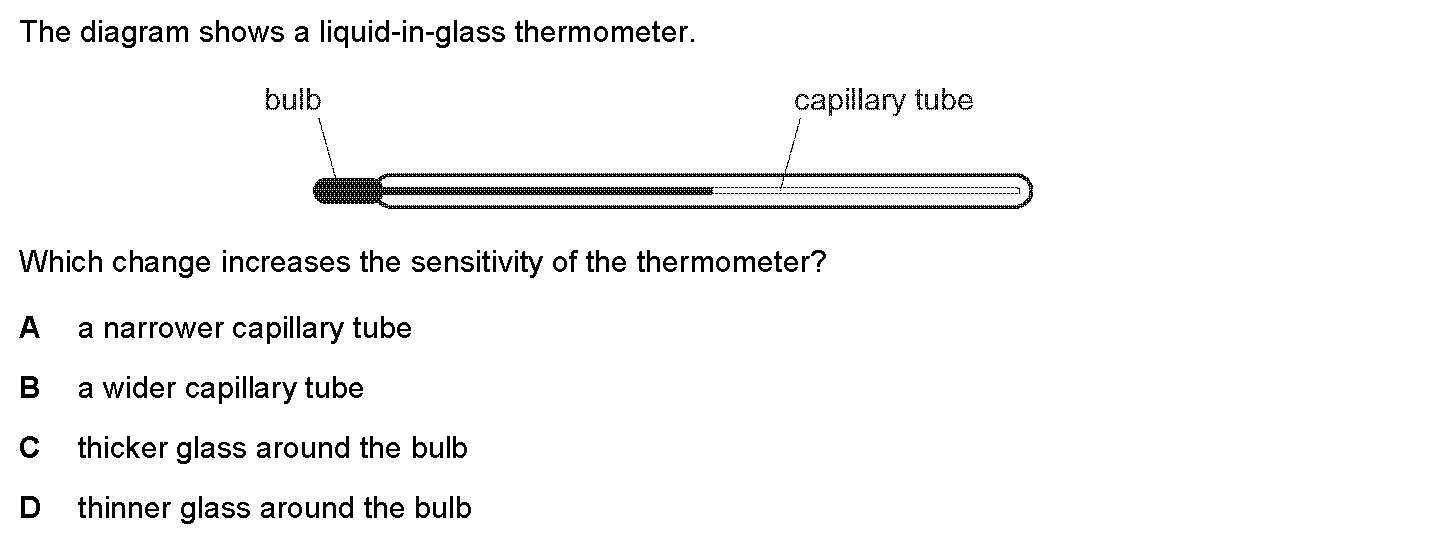 The diagram shows a liquid-in-glass thermometer.
bulb
capillary tube
Which change increases the sensitivity of the thermometer?
A a narrower capillary tube
B a wider capillary tube
C thicker glass around the bulb
D thinner glass around the bulb